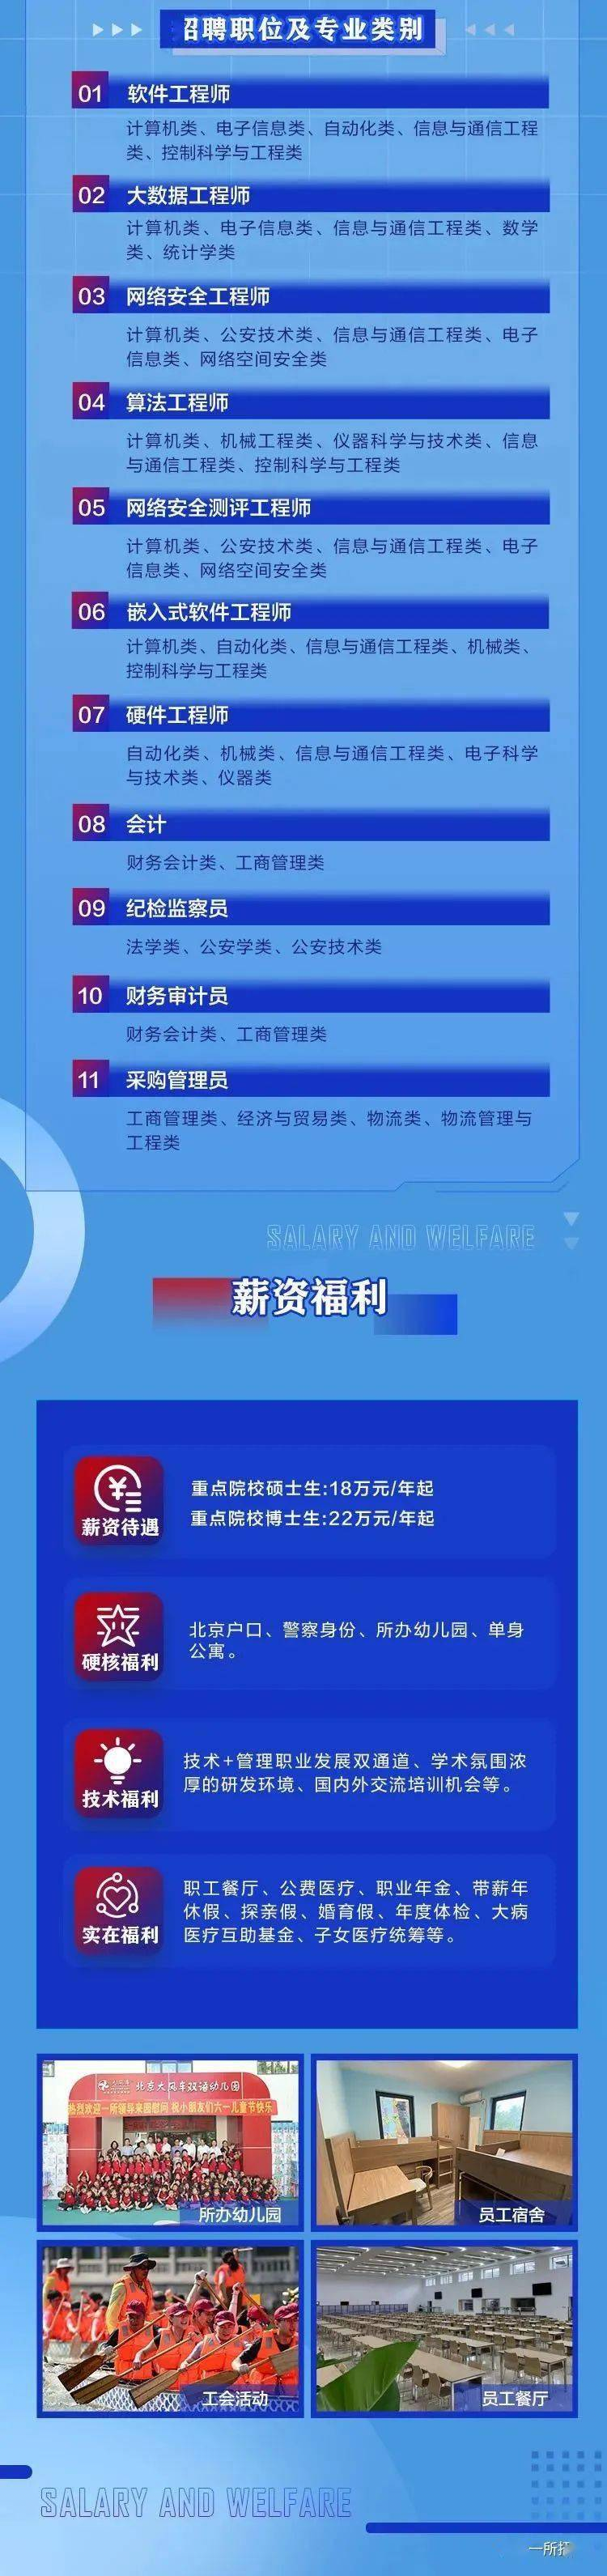 招聘职位及专业类别
01 软件工程师
计算机类、电子信息类、自动化类、信息与通信工程
类、控制科学与工程类
02 大数据工程师
计算机类、电子信息类、信息与通信工程类、数学
类、统计学类
03 网络安全工程师
计算机类、公安技术类、信息与通信工程类、电子
信息类、网络空间安全类
04 算法工程师
计算机类、机械工程类、仪器科学与技术类、信息
与通信工程类、控制科学与工程类
05 网络安全测评工程师
计算机类、公安技术类、信息与通信工程类、电子
信息类、网络空间安全类
06 嵌入式软件工程师
计算机类、自动化类、信息与通信工程类、机械类、
控制科学与工程类
07 硬件工程师
自动化类、机械类、信息与通信工程类、电子科学
与技术类、仪器类
08 会计
财务会计类、工商管理类
09 纪检监察员
法学类、公安学类、公安技术类
10 财务审计员
财务会计类、工商管理类
11 采购管理员
工商管理类、经济与贸易类、物流类、物流管理与
工程类
SALARY AND WELFARE
薪资福利
薪资待遇
重点院校硕士生:18万元/年起
重点院校博士生:22万元/年起
硬核福利
北京户口、警察身份、所办幼儿园、单身
公寓。
技术福利
技术+管理职业发展双通道、学术氛围浓
厚的研发环境、国内外交流培训机会等。
实在福利
职工餐厅、公费医疗、职业年金、带薪年
休假、探亲假、婚育假、年度体检、大病
医疗互助基金、子女医疗统筹等。
北京大风车双语幼儿园
热烈欢迎一所领导来园慰问 祝小朋友们六一儿童节快乐
所办幼儿园
员工宿舍
工会活动
员工餐厅
SALARY AND WELFARE
一所招